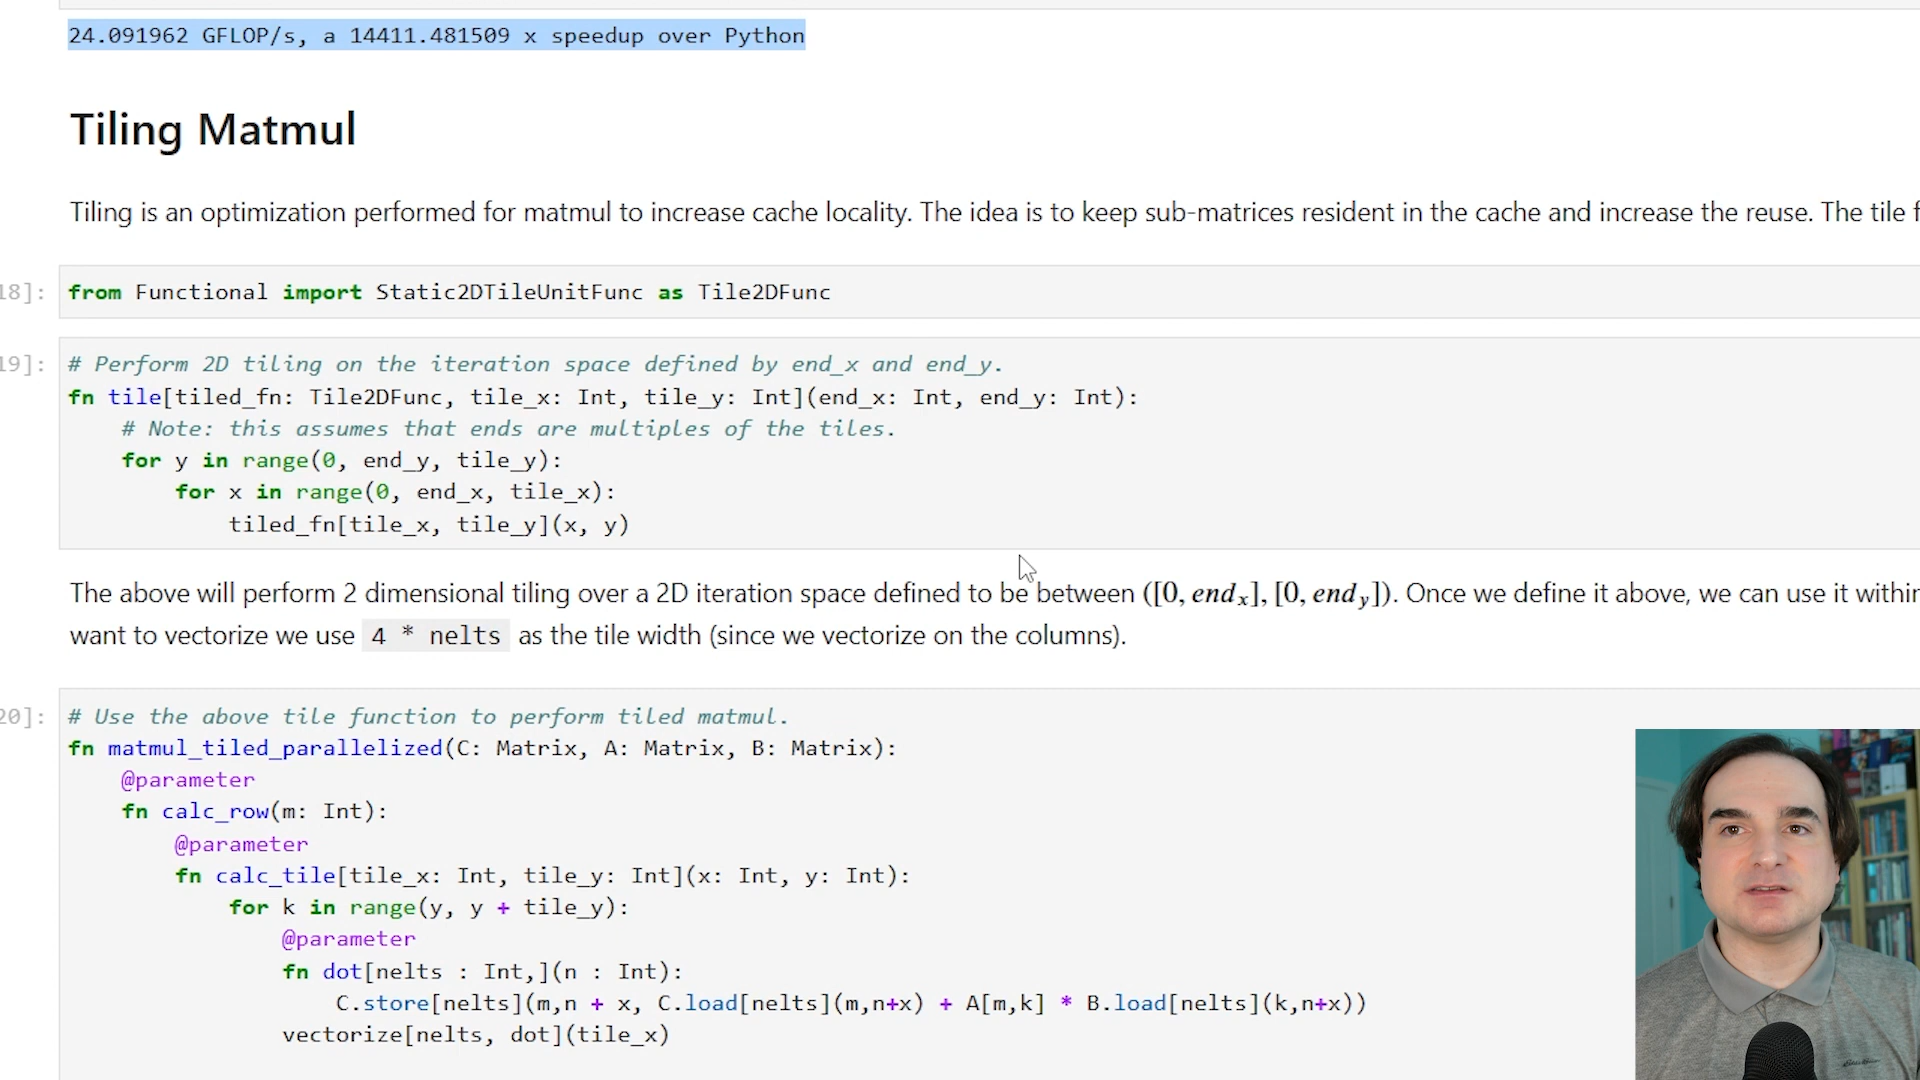 24.091962 GFLOP/s, a 14411.481509 x speedup over Python
Tiling Matmul
Tiling is an optimization performed for matmul to increase cache locality. The idea is to keep sub-matrices resident in the cache and increase the reuse. The tile f
18]:
from Functional import Static2DTileUnitFunc as Tile2DFunc
19]:
# Perform 2D tiling on the iteration space defined by end_x and end_y.
fn tile[tiled_fn: Tile2DFunc, tile_x: Int, tile_y: Int](end_x: Int, end_y: Int):
# Note: this assumes that ends are multiples of the tiles.
for y in range(0, end_y, tile_y):
for x in range(0, end_x, tile_x):
tiled_fn[tile_x, tile_y](x, y)
The above will perform 2 dimensional tiling over a 2D iteration space defined to be between ([0, endₓ], [0, end_y]). Once we define it above, we can use it within
want to vectorize we use 4 * nelts as the tile width (since we vectorize on the columns).
20]:
# Use the above tile function to perform tiled matmul.
fn matmul_tiled_parallelized(C: Matrix, A: Matrix, B: Matrix):
@parameter
fn calc_row(m: Int):
@parameter
fn calc_tile[tile_x: Int, tile_y: Int](x: Int, y: Int):
for k in range(y, y + tile_y):
@parameter
fn dot[nelts : Int,](n : Int):
C.store[nelts](m,n + x, C.load[nelts](m,n+x) + A[m,k] * B.load[nelts](k,n+x))
vectorize[nelts, dot](tile_x)